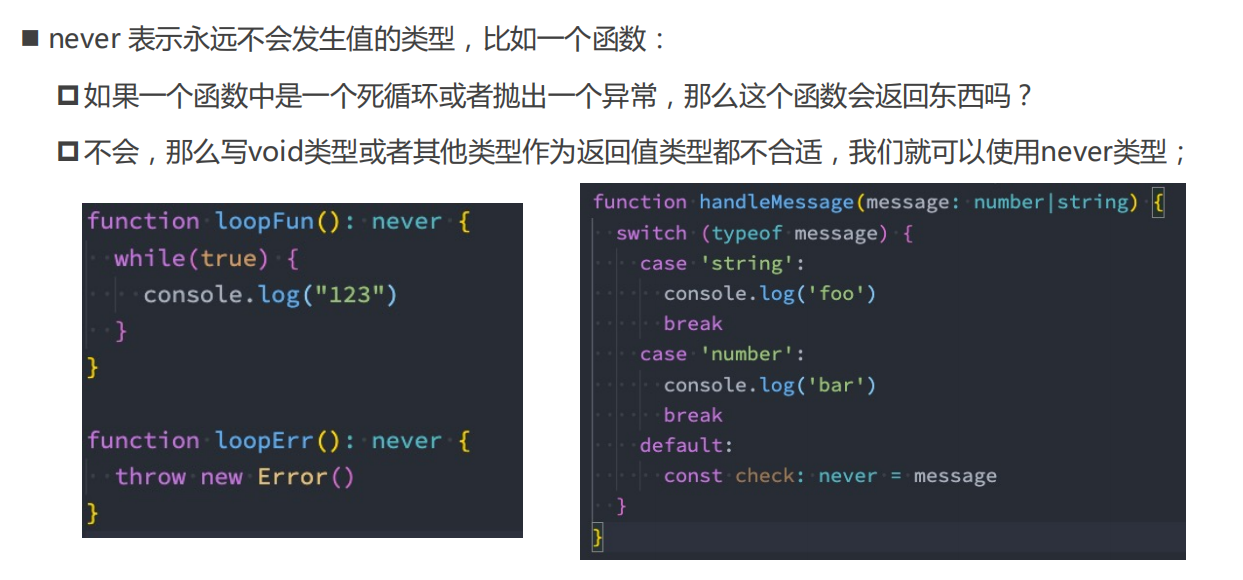 ■ never 表示永远不会发生值的类型，比如一个函数：
如果一个函数中是一个死循环或者抛出一个异常，那么这个函数会返回东西吗？
不会，那么写void类型或者其他类型作为返回值类型都不合适，我们就可以使用never类型；
function loopFun(): never {
  while(true) {
    console.log("123")
  }
}
function loopErr(): never {
  throw new Error()
}
function handleMessage(message: number|string) {
  switch (typeof message) {
    case 'string':
      console.log('foo')
      break
    case 'number':
      console.log('bar')
      break
    default:
      const check: never = message
  }
}